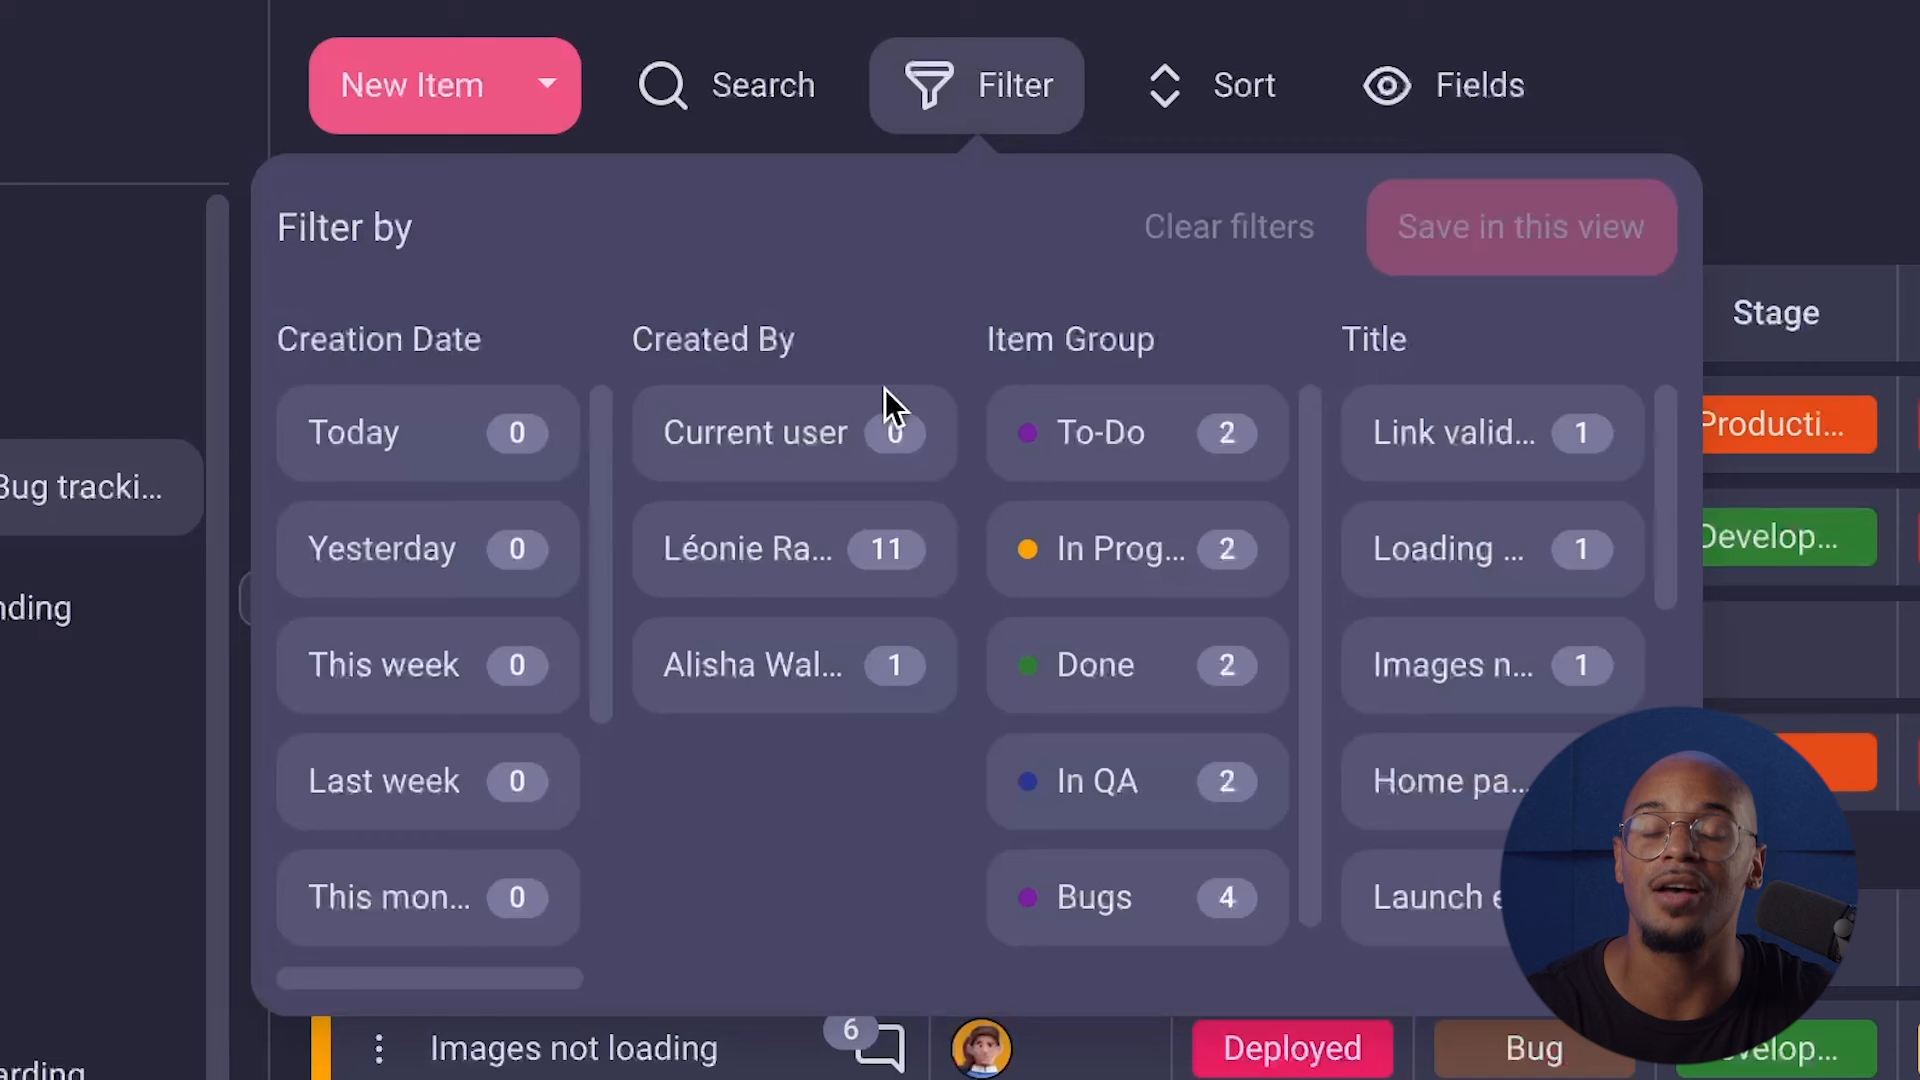 New Item
Search
Filter
Sort
Fields
Filter by
Clear filters
Save in this view
Creation Date
Created By
Item Group
Title
Stage
Today 0
Current user 0
To-Do 2
Link valid... 1
Producti...
Bug tracki...
Yesterday 0
Léonie Ra... 11
In Prog... 2
Loading ... 1
Develop...
nding
This week 0
Alisha Wal... 1
Done 2
Images n... 1
Last week 0
In QA 2
Home pa...
This mon... 0
Bugs 4
Launch e
Images not loading
6
Deployed
Bug
velop...
arding